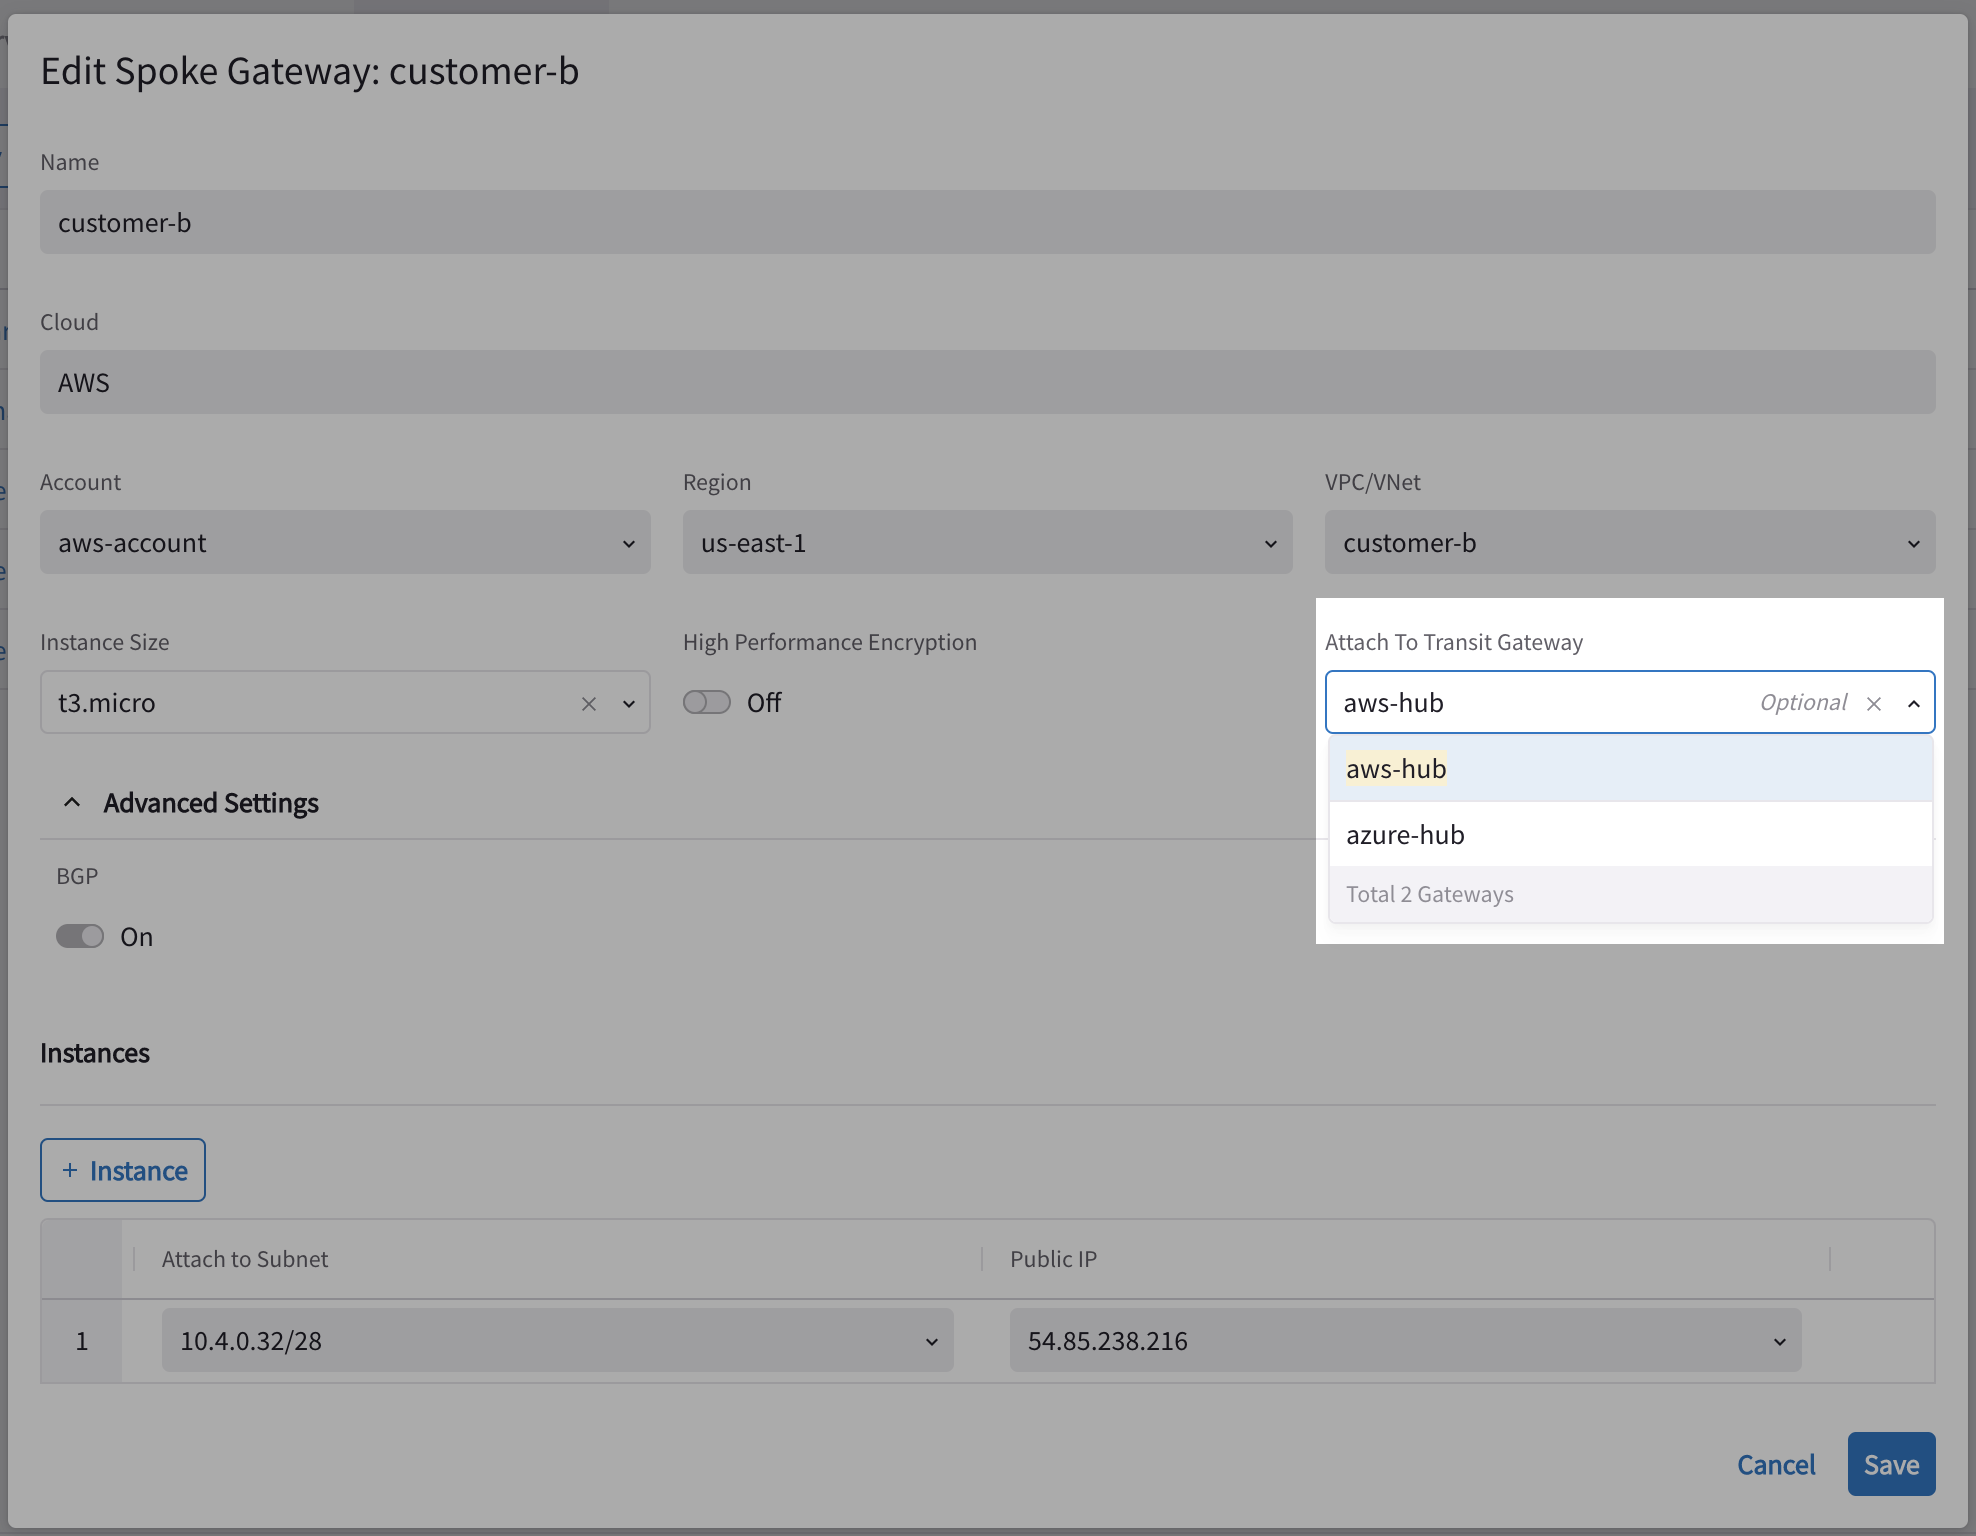 Edit Spoke Gateway: customer-b
Name
customer-b
Cloud
AWS
Account
Region
VPC/VNet
aws-account
us-east-1
customer-b
Instance Size
High Performance Encryption
Attach To Transit Gateway
t3.micro
Off
aws-hub Optional
aws-hub
azure-hub
Total 2 Gateways
Advanced Settings
BGP
On
Instances
+ Instance
Attach to Subnet
Public IP
1
10.4.0.32/28
54.85.238.216
Cancel
Save